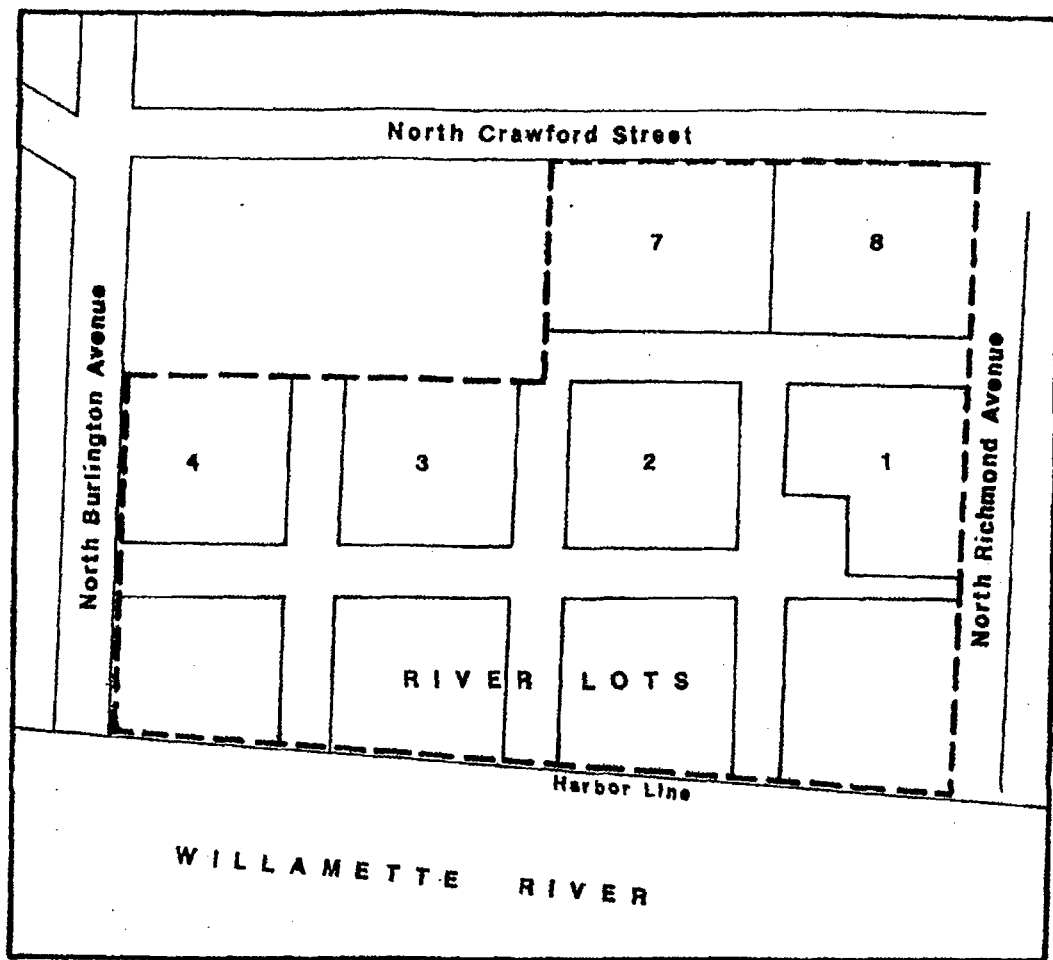 North Crawford Street
7
8
North Burlington Avenue
North Richmond Avenue
4
3
2
1
RIVER LOTS
Harbor Line
WILLAMETTE RIVER